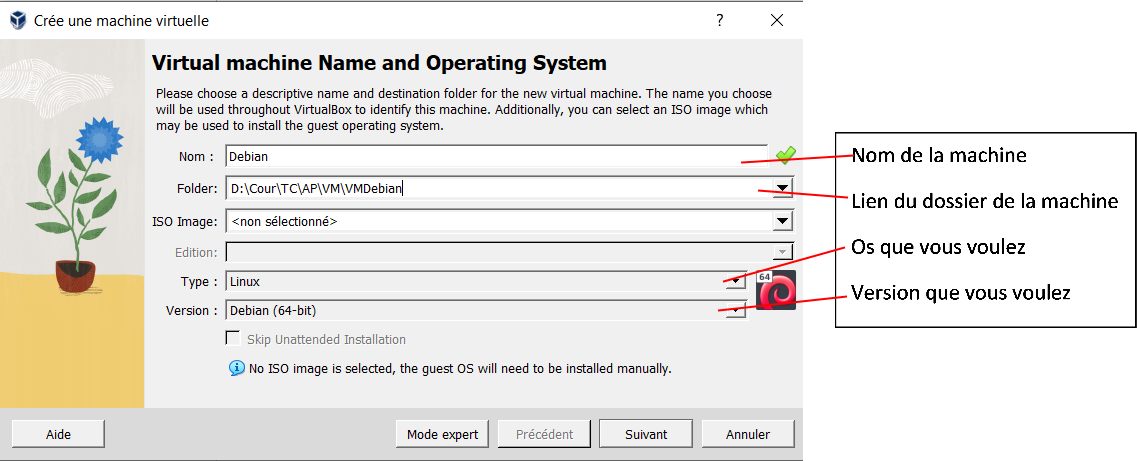 Crée une machine virtuelle
?
Virtual machine Name and Operating System
Please choose a descriptive name and destination folder for the new virtual machine. The name you choose
will be used throughout VirtualBox to identify this machine. Additionally, you can select an ISO image which
may be used to install the guest operating system.
Nom : Debian
Folder: D:\Cour\TC\AP\VM\VMDebian
ISO Image: <non sélectionné>
Edition:
Type : Linux
64
Version : Debian (64-bit)
Skip Unattended Installation
No ISO image is selected, the guest OS will need to be installed manually.
Aide Mode expert Précédent Suivant Annuler
Nom de la machine
Lien du dossier de la machine
Os que vous voulez
Version que vous voulez